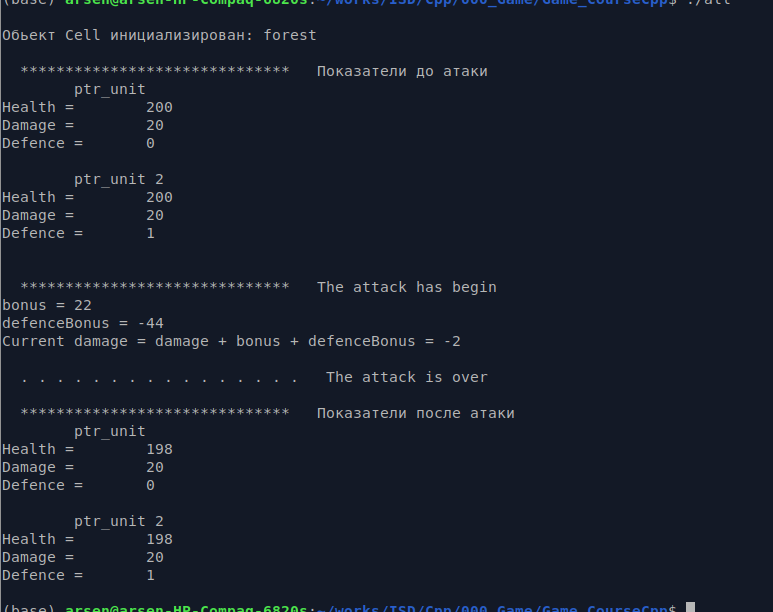 (base) arsen@arsen-HP-Compaq-6820s:~/works/ISD/Cpp/000_Game/Game_CourseCpp$ ./all
Обьект Cell инициализирован: forest
****************************** Показатели до атаки
ptr_unit
Health = 200
Damage = 20
Defence = 0
ptr_unit 2
Health = 200
Damage = 20
Defence = 1
****************************** The attack has begin
bonus = 22
defenceBonus = -44
Current damage = damage + bonus + defenceBonus = -2
. . . . . . . . . . . . . . . . The attack is over
****************************** Показатели после атаки
ptr_unit
Health = 198
Damage = 20
Defence = 0
ptr_unit 2
Health = 198
Damage = 20
Defence = 1
(base) arsen@arsen-HP-Compaq-6820s:~/works/ISD/Cpp/000_Game/Game_CourseCpp$